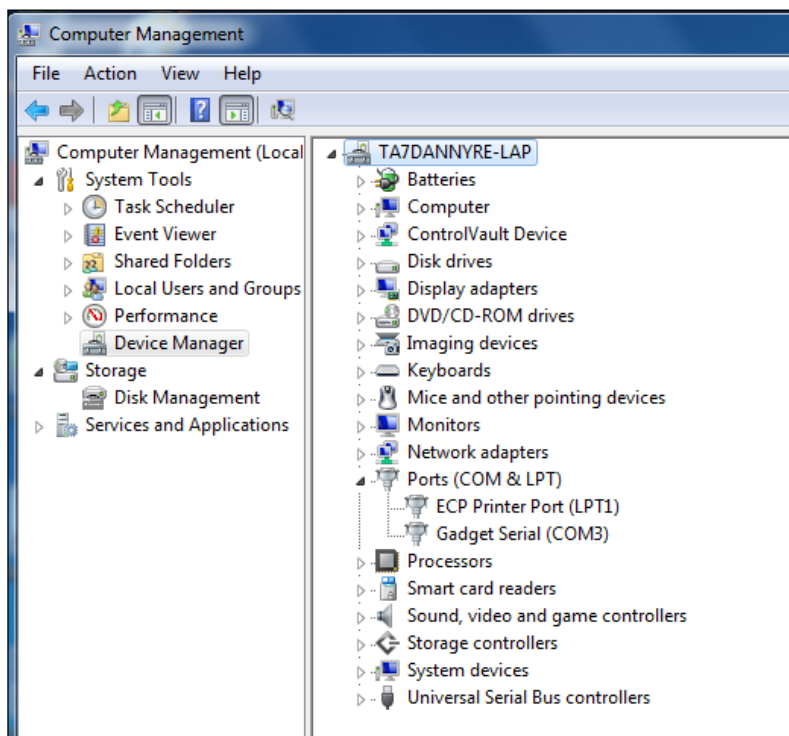 Computer Management
File Action View Help
Computer Management (Local
System Tools
Task Scheduler
Event Viewer
Shared Folders
Local Users and Groups
Performance
Device Manager
Storage
Disk Management
Services and Applications
TA7DANNYRE-LAP
Batteries
Computer
ControlVault Device
Disk drives
Display adapters
DVD/CD-ROM drives
Imaging devices
Keyboards
Mice and other pointing devices
Monitors
Network adapters
Ports (COM & LPT)
ECP Printer Port (LPT1)
Gadget Serial (COM3)
Processors
Smart card readers
Sound, video and game controllers
Storage controllers
System devices
Universal Serial Bus controllers